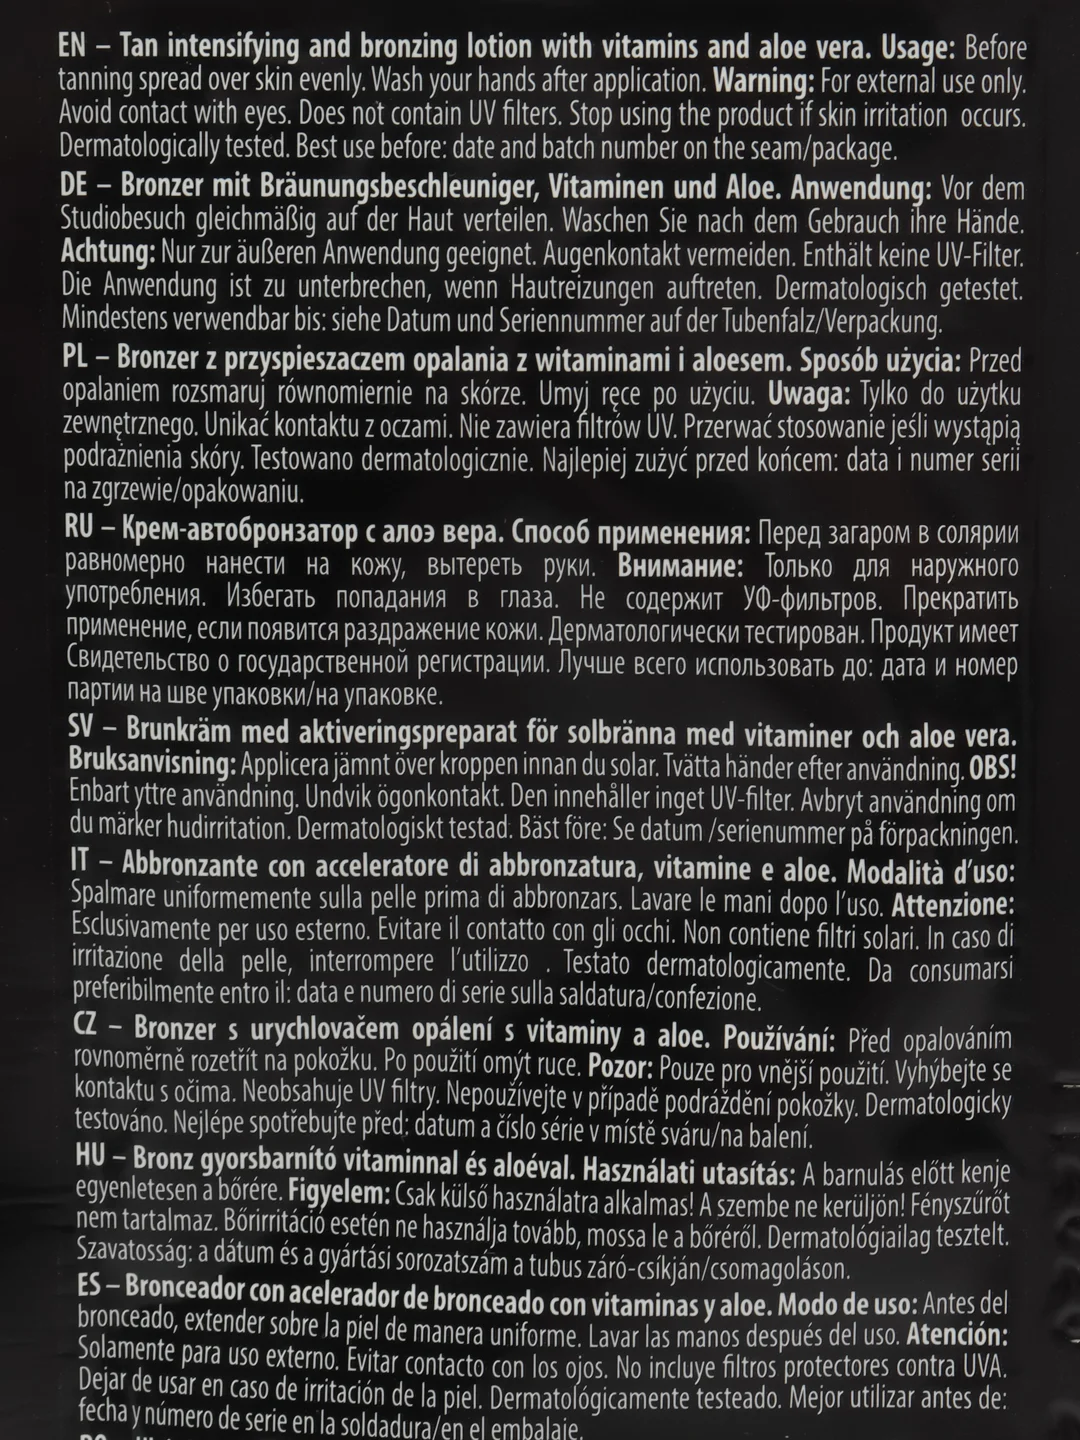 EN – Tan intensifying and bronzing lotion with vitamins and aloe vera. Usage: Before
tanning spread over skin evenly. Wash your hands after application. Warning: For external use only.
Avoid contact with eyes. Does not contain UV filters. Stop using the product if skin irritation occurs.
Dermatologically tested. Best use before: date and batch number on the seam/package.
DE – Bronzer mit Bräunungsbeschleuniger, Vitaminen und Aloe. Anwendung: Vor dem
Studiobesuch gleichmäßig auf der Haut verteilen. Waschen Sie nach dem Gebrauch ihre Hände.
Achtung: Nur zur äußeren Anwendung geeignet. Augenkontakt vermeiden. Enthält keine UV-Filter.
Die Anwendung ist zu unterbrechen, wenn Hautreizungen auftreten. Dermatologisch getestet.
Mindestens verwendbar bis: siehe Datum und Seriennummer auf der Tubenfalz/Verpackung.
PL – Bronzer z przyspieszaczem opalania z witaminami i aloesem. Sposób użycia: Przed
opalaniem rozsmaruj równomiernie na skórze. Umyj ręce po użyciu. Uwaga: Tylko do użytku
zewnętrznego. Unikać kontaktu z oczami. Nie zawiera filtrów UV. Przerwać stosowanie jeśli wystąpią
podrażnienia skóry. Testowano dermatologicznie. Najlepiej zużyć przed końcem: data i numer serii
na zgrzewie/opakowaniu.
RU – Крем-автобронзатор с алоэ вера. Способ применения: Перед загаром в солярии
равномерно нанести на кожу, вытереть руки. Внимание: Только для наружного
употребления. Избегать попадания в глаза. Не содержит УФ-фильтров. Прекратить
применение, если появится раздражение кожи. Дерматологически тестирован. Продукт имеет
Свидетельство о государственной регистрации. Лучше всего использовать до: дата и номер
партии на шве упаковки/на упаковке.
SV – Brunkräm med aktiveringspreparat för solbränna med vitaminer och aloe vera.
Bruksanvisning: Applicera jämnt över kroppen innan du solar. Tvätta händer efter användning. OBS!
Enbart yttre användning. Undvik ögonkontakt. Den innehåller inget UV-filter. Avbryt användning om
du märker hudirritation. Dermatologiskt testad. Bäst före: Se datum /serienummer på förpackningen.
IT – Abbronzante con acceleratore di abbronzatura, vitamine e aloe. Modalità d'uso:
Spalmare uniformemente sulla pelle prima di abbronzars. Lavare le mani dopo l'uso. Attenzione:
Esclusivamente per uso esterno. Evitare il contatto con gli occhi. Non contiene filtri solari. In caso di
irritazione della pelle, interrompere l'utilizzo . Testato dermatologicamente. Da consumarsi
preferibilmente entro il: data e numero di serie sulla saldatura/confezione.
CZ – Bronzer s urychlovačem opálení s vitaminy a aloe. Používání: Před opalováním
rovnoměrně rozetřít na pokožku. Po použití omýt ruce. Pozor: Pouze pro vnější použití. Vyhýbejte se
kontaktu s očima. Neobsahuje UV filtry. Nepoužívejte v případě podráždění pokožky. Dermatologicky
testováno. Nejlépe spotřebujte před: datum a číslo série v místě sváru/na balení.
HU – Bronz gyorsbarnító vitaminnal és aloéval. Használati utasítás: A barnulás előtt kenje
egyenletesen a bőrére. Figyelem: Csak külső használatra alkalmas! A szembe ne kerüljön! Fényszűrőt
nem tartalmaz. Bőrirritáció esetén ne használja tovább, mossa le a bőréről. Dermatológiailag tesztelt.
Szavatosság: a dátum és a gyártási sorozatszám a tubus záró-csíkján/csomagoláson.
ES – Bronceador con acelerador de bronceado con vitaminas y aloe. Modo de uso: Antes del
bronceado, extender sobre la piel de manera uniforme. Lavar las manos después del uso. Atención:
Solamente para uso externo. Evitar contacto con los ojos. No incluye filtros protectores contra UVA.
Dejar de usar en caso de irritación de la piel. Dermatológicamente testeado. Mejor utilizar antes de:
fecha y número de serie en la soldadura/en el embalaje.